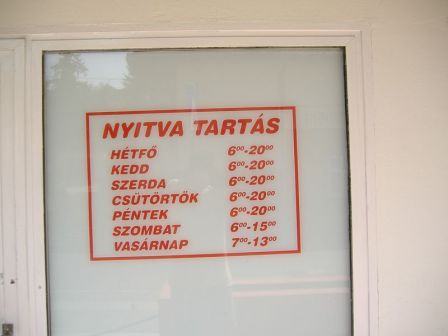 NYITVA TARTÁS
HÉTFŐ 6⁰⁰-20⁰⁰
KEDD 6⁰⁰-20⁰⁰
SZERDA 6⁰⁰-20⁰⁰
CSÜTÖRTÖK 6⁰⁰-20⁰⁰
PÉNTEK 6⁰⁰-20⁰⁰
SZOMBAT 6⁰⁰-15⁰⁰
VASÁRNAP 7⁰⁰-13⁰⁰